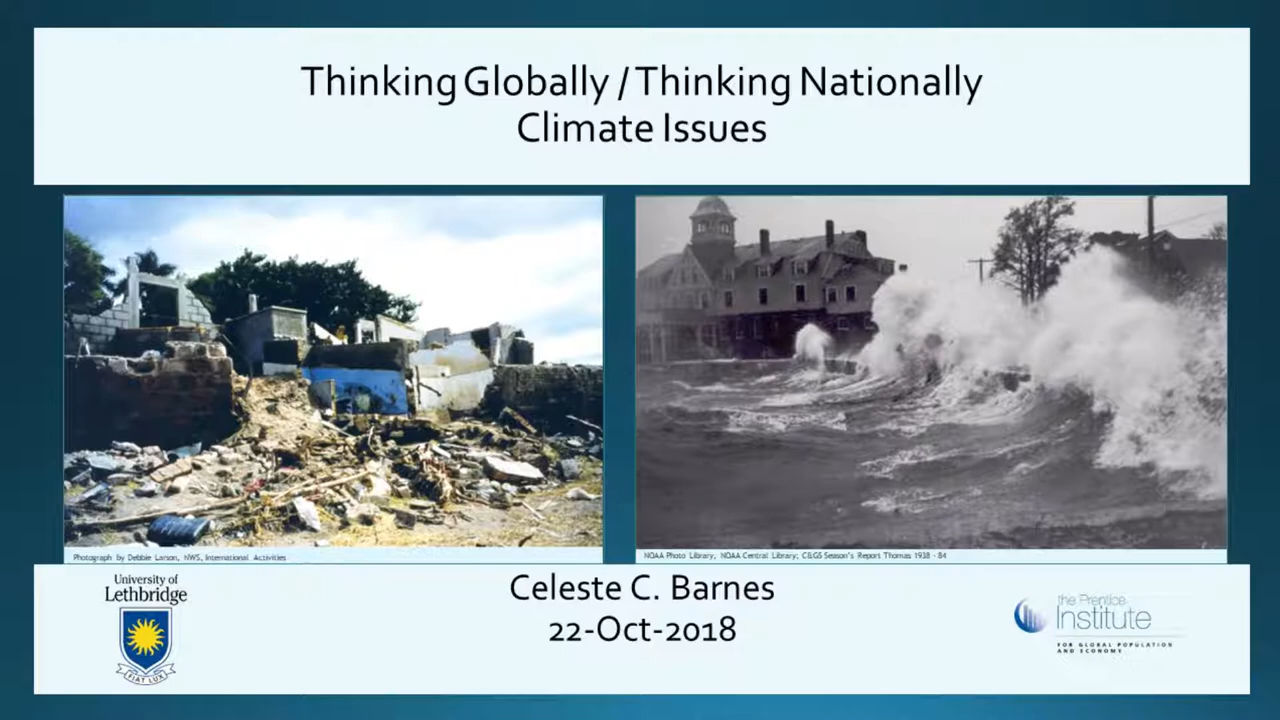 Thinking Globally / Thinking Nationally
Climate Issues
Photograph by Debbie Larson, NWS, International Activities
NOAA Photo Library, NOAA Central Library; C&GS Season's Report Thomas 1938 - 84
University of
Lethbridge
FIAT LUX
Celeste C. Barnes
22-Oct-2018
the Prentice
Institute
FOR GLOBAL POPULATION
AND ECONOMY